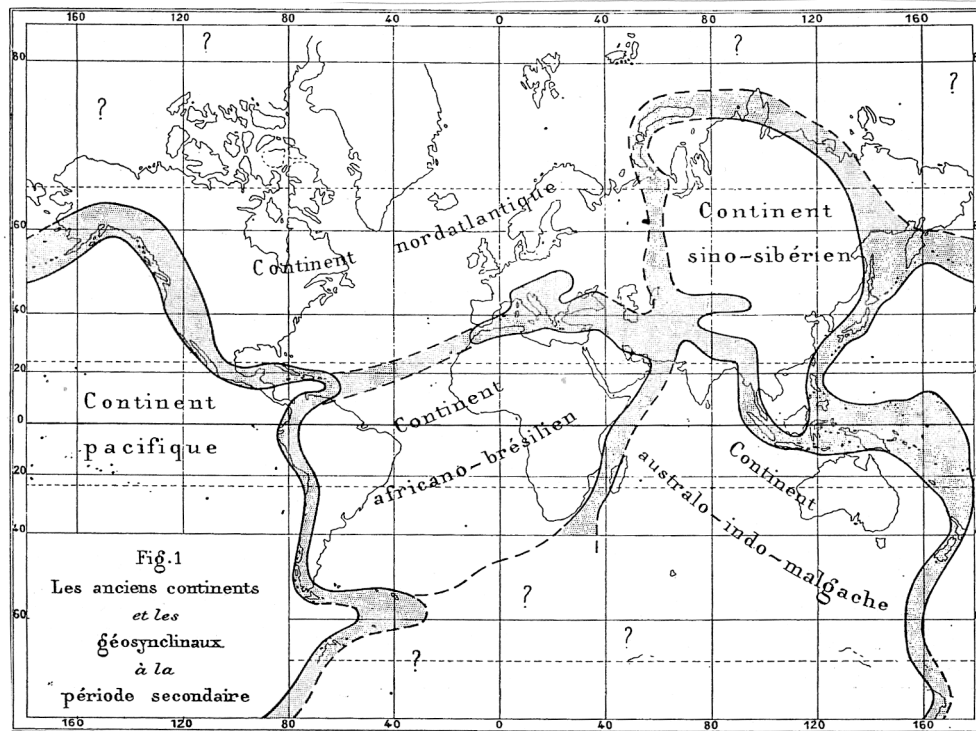 160 120 80 40 0 40 80 120 160
? ? ?
80
?
Continent nordatlantique
Continent
sino-sibérien
60
40
20
Continent
pacifique
Continent
africano-brésilien
0
20
Continent
australo-indo-malgache
40
Fig.1
Les anciens continents
et les
géosynclinaux
à la
période secondaire
?
60
?
?
160 120 80 40 0 40 80 120 160